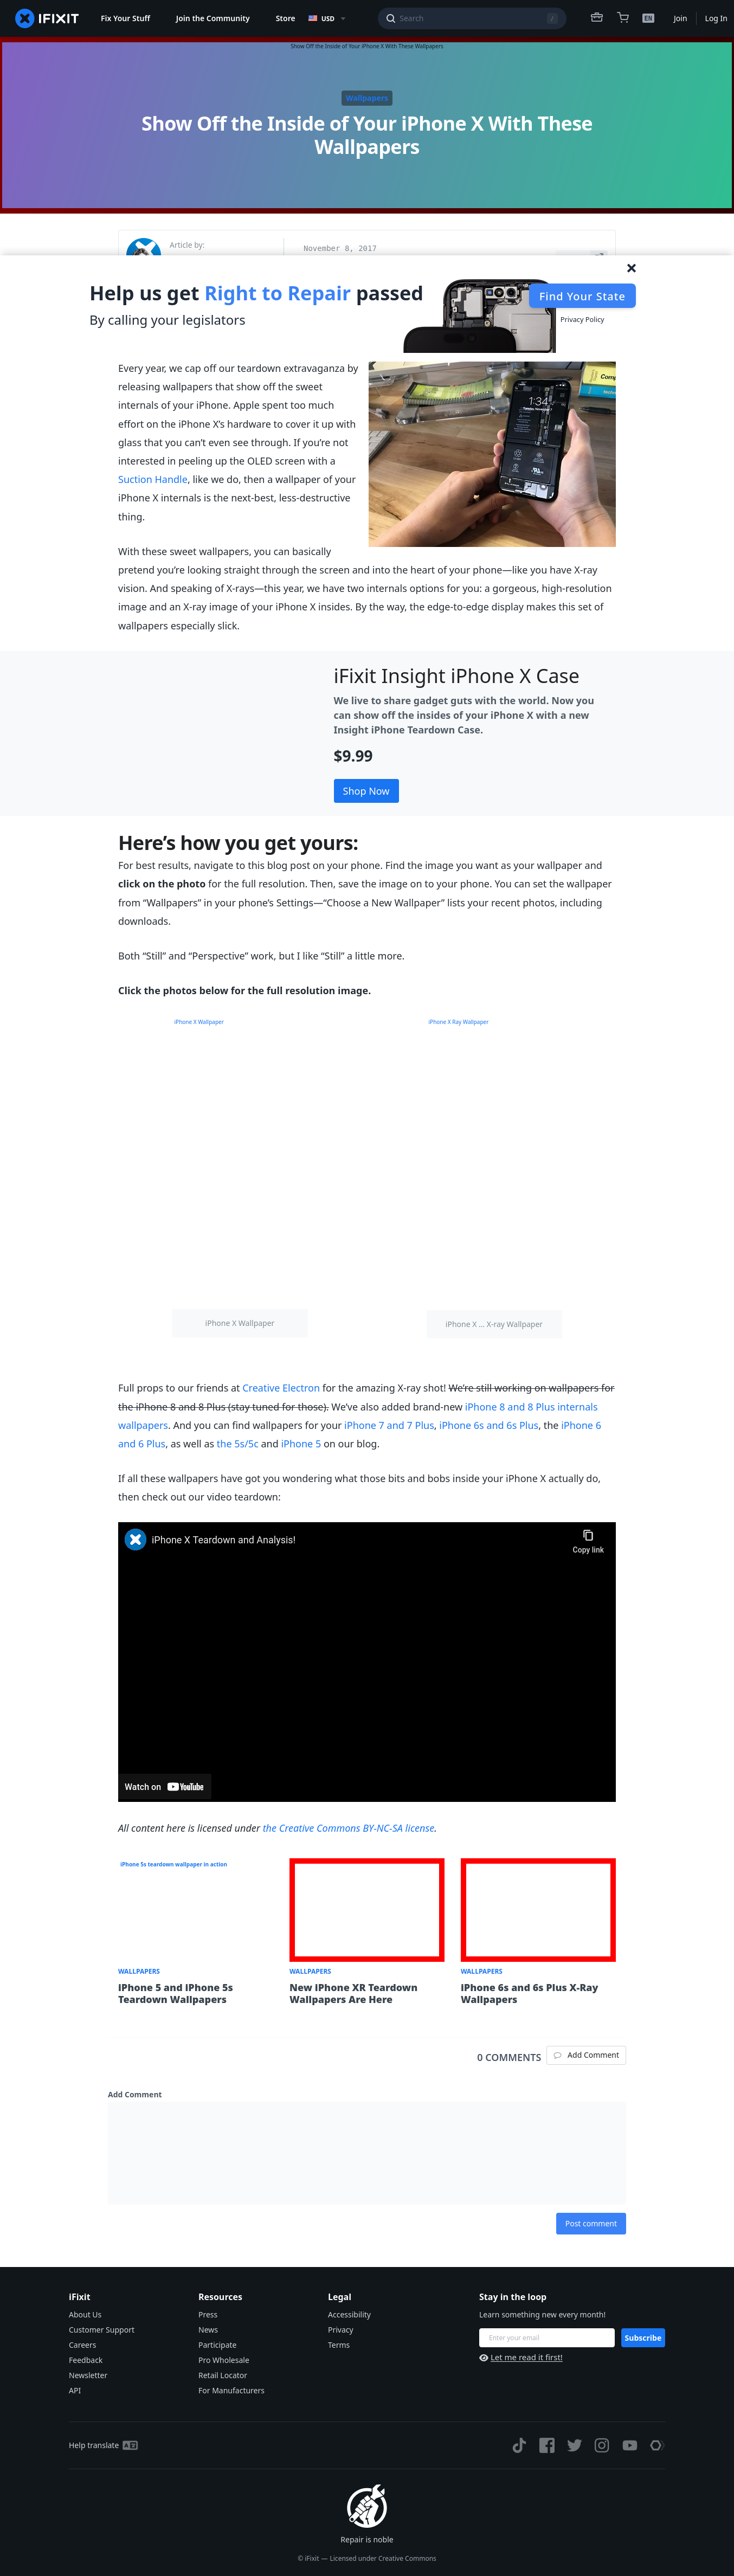 IFIXIT
Fix Your Stuff
Join the Community
Store
USD
Search
/
EN
Join
Log In
Show Off the Inside of Your iPhone X With These Wallpapers
Wallpapers
Show Off the Inside of Your iPhone X With These
Wallpapers
Article by:
November 8, 2017
Help us get Right to Repair passed
By calling your legislators
Find Your State
Privacy Policy
Every year, we cap off our teardown extravaganza by
releasing wallpapers that show off the sweet
internals of your iPhone. Apple spent too much
effort on the iPhone X’s hardware to cover it up with
glass that you can’t even see through. If you’re not
interested in peeling up the OLED screen with a
Suction Handle, like we do, then a wallpaper of your
iPhone X internals is the next-best, less-destructive
thing.
1:34
With these sweet wallpapers, you can basically
pretend you’re looking straight through the screen and into the heart of your phone—like you have X-ray
vision. And speaking of X-rays—this year, we have two internals options for you: a gorgeous, high-resolution
image and an X-ray image of your iPhone X insides. By the way, the edge-to-edge display makes this set of
wallpapers especially slick.
iFixit Insight iPhone X Case
We live to share gadget guts with the world. Now you
can show off the insides of your iPhone X with a new
Insight iPhone Teardown Case.
$9.99
Shop Now
Here’s how you get yours:
For best results, navigate to this blog post on your phone. Find the image you want as your wallpaper and
click on the photo for the full resolution. Then, save the image on to your phone. You can set the wallpaper
from “Wallpapers” in your phone’s Settings—“Choose a New Wallpaper” lists your recent photos, including
downloads.
Both “Still” and “Perspective” work, but I like “Still” a little more.
Click the photos below for the full resolution image.
iPhone X Wallpaper
iPhone X Ray Wallpaper
iPhone X Wallpaper
iPhone X ... X-ray Wallpaper
Full props to our friends at Creative Electron for the amazing X-ray shot! We’re still working on wallpapers for
the iPhone 8 and 8 Plus (stay tuned for those). We’ve also added brand-new iPhone 8 and 8 Plus internals
wallpapers. And you can find wallpapers for your iPhone 7 and 7 Plus, iPhone 6s and 6s Plus, the iPhone 6
and 6 Plus, as well as the 5s/5c and iPhone 5 on our blog.
If all these wallpapers have got you wondering what those bits and bobs inside your iPhone X actually do,
then check out our video teardown:
iPhone X Teardown and Analysis!
Copy link
Watch on YouTube
All content here is licensed under the Creative Commons BY-NC-SA license.
iPhone 5s teardown wallpaper in action
WALLPAPERS
iPhone 5 and iPhone 5s
Teardown Wallpapers
WALLPAPERS
New iPhone XR Teardown
Wallpapers Are Here
WALLPAPERS
iPhone 6s and 6s Plus X-Ray
Wallpapers
0 COMMENTS
Add Comment
Add Comment
Post comment
iFixit
About Us
Customer Support
Careers
Feedback
Newsletter
API
Resources
Press
News
Participate
Pro Wholesale
Retail Locator
For Manufacturers
Legal
Accessibility
Privacy
Terms
Stay in the loop
Learn something new every month!
Enter your email
Subscribe
Let me read it first!
Help translate
Repair is noble
© iFixit — Licensed under Creative Commons